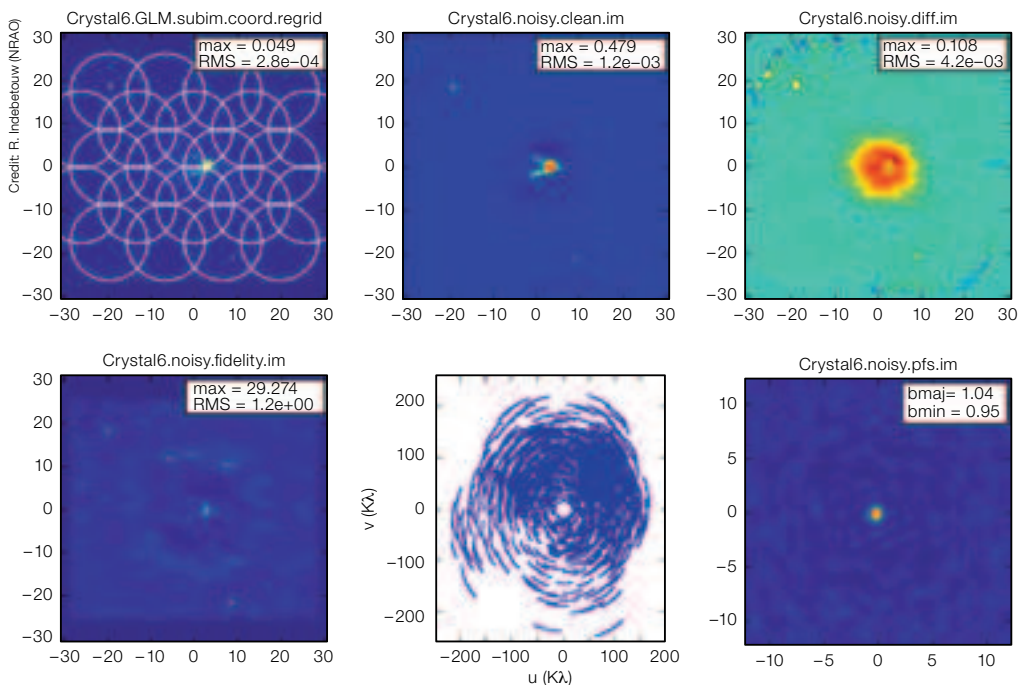 Credit: R. Indebetouw (NRAO)
Crystal6.GLM.subim.coord.regrid
max = 0.049
RMS = 2.8e−04
30
20
10
0
−10
−20
−30
−30 −20 −10 0 10 20 30
Crystal6.noisy.clean.im
max = 0.479
RMS = 1.2e−03
30
20
10
0
−10
−20
−30
−30 −20 −10 0 10 20 30
Crystal6.noisy.diff.im
max = 0.108
RMS = 4.2e−03
30
20
10
0
−10
−20
−30
−30 −20 −10 0 10 20 30
Crystal6.noisy.fidelity.im
max = 29.274
RMS = 1.2e+00
30
20
10
0
−10
−20
−30
−30 −20 −10 0 10 20 30
200
100
0
−100
−200
v (Kλ)
−200 −100 0 100 200
u (Kλ)
Crystal6.noisy.pfs.im
bmaj= 1.04
bmin = 0.95
10
5
0
−5
−10
−10 −5 0 5 10